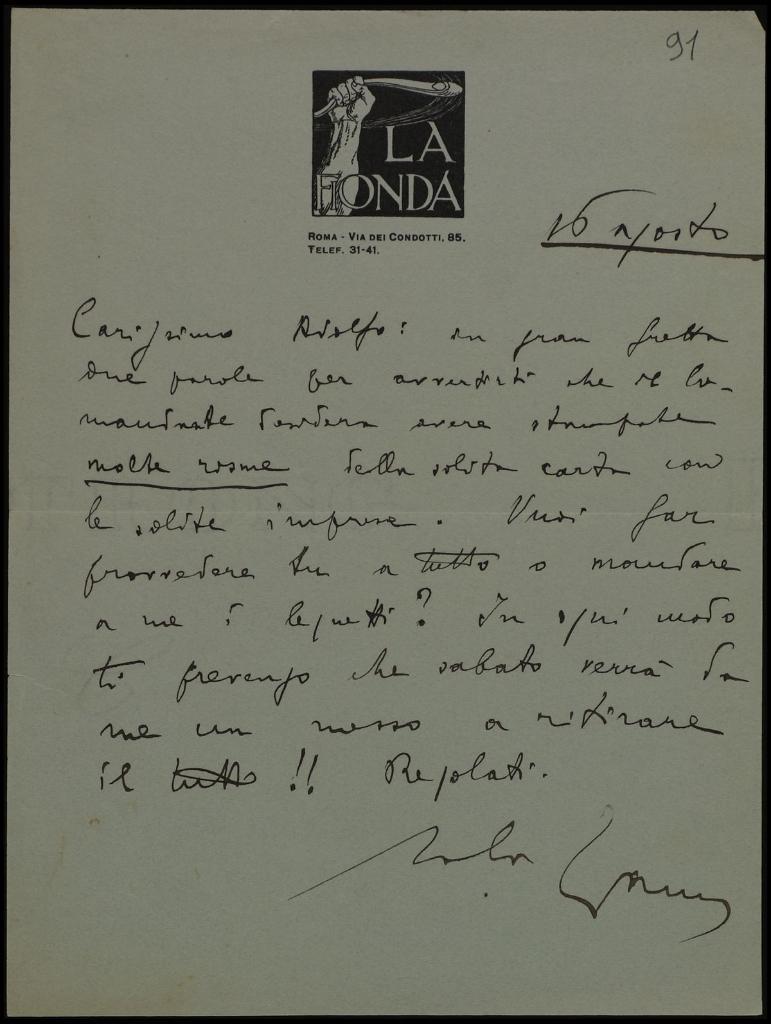 91
LA
FIONDA
ROMA - VIA DEI CONDOTTI, 85.
TELEF. 31-41.
16 agosto
Carissimo Adolfo: in gran fretta
due parole per avvertirti che il Co-
mandante desidera avere stampate
molte risme della solita carta con
le solite imprese. Vuoi far
provvedere tu a tutto o mandare
a me i legnetti? In ogni modo
ti prevengo che sabato verrà da
me un messo a ritirare
il tutto!! Regolati.